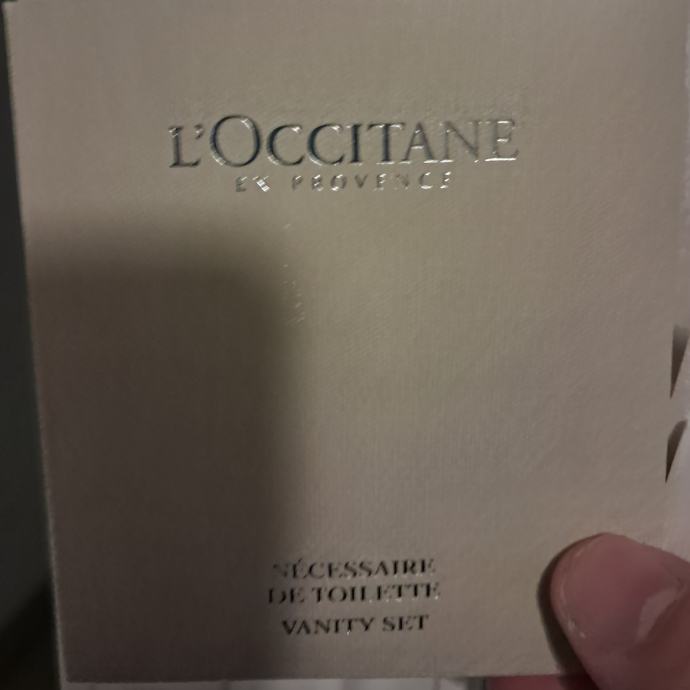 L'OCCITANE
EN PROVENCE
NÉCESSAIRE
DE TOILETTE
VANITY SET